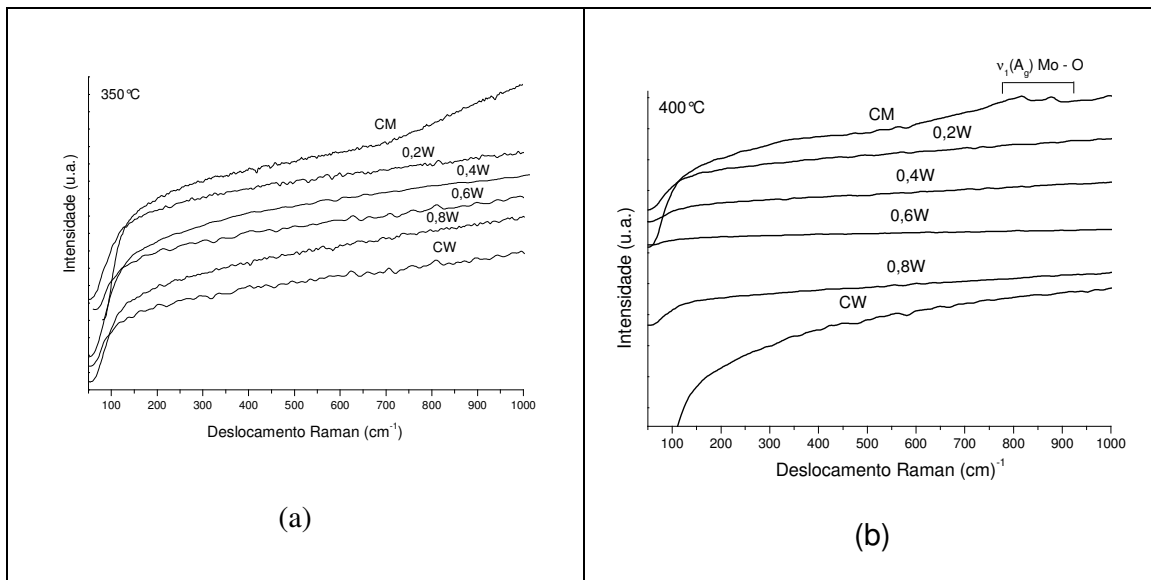 350°C
CM
0,2W
0,4W
0,6W
0,8W
CW
Intensidade (u.a.)
100 200 300 400 500 600 700 800 900 1000
Deslocamento Raman (cm⁻¹)
(a)
ν₁(A_g) Mo - O
400°C
CM
0,2W
0,4W
0,6W
0,8W
CW
Intensidade (u.a.)
100 200 300 400 500 600 700 800 900 1000
Deslocamento Raman (cm)⁻¹
(b)